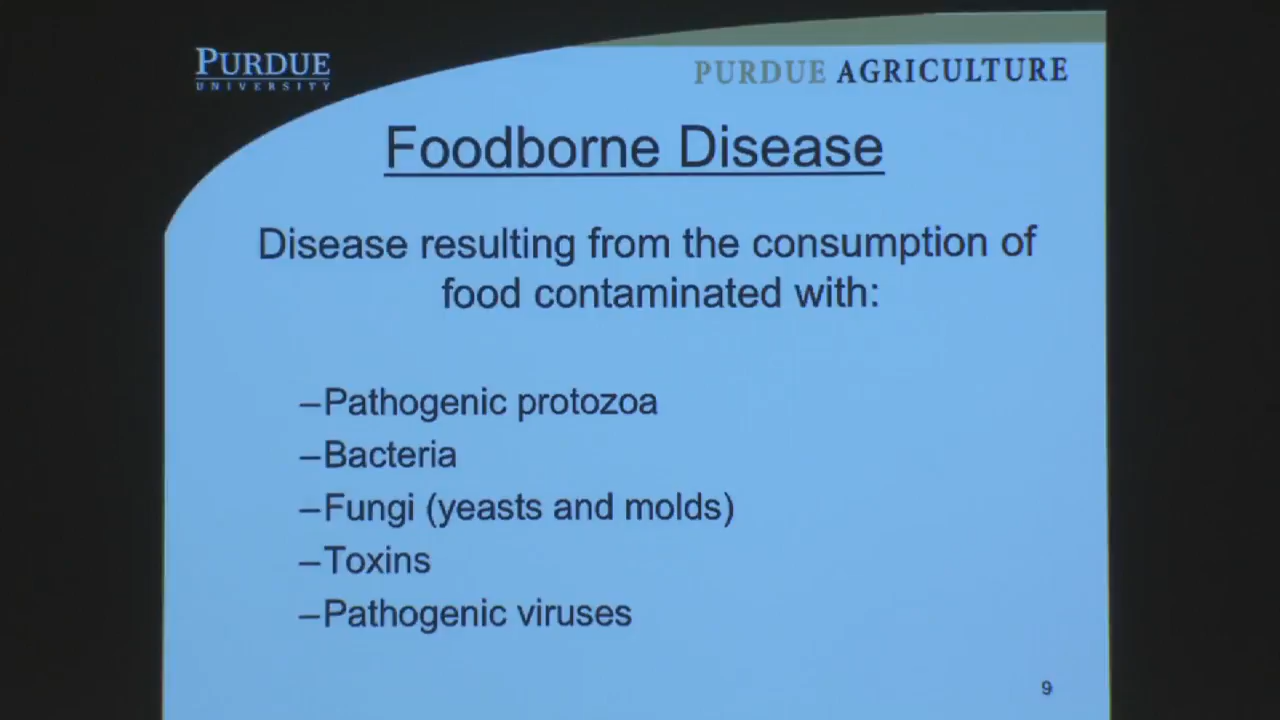 PURDUE
UNIVERSITY
PURDUE AGRICULTURE
Foodborne Disease
Disease resulting from the consumption of
food contaminated with:
–Pathogenic protozoa
–Bacteria
–Fungi (yeasts and molds)
–Toxins
–Pathogenic viruses
9